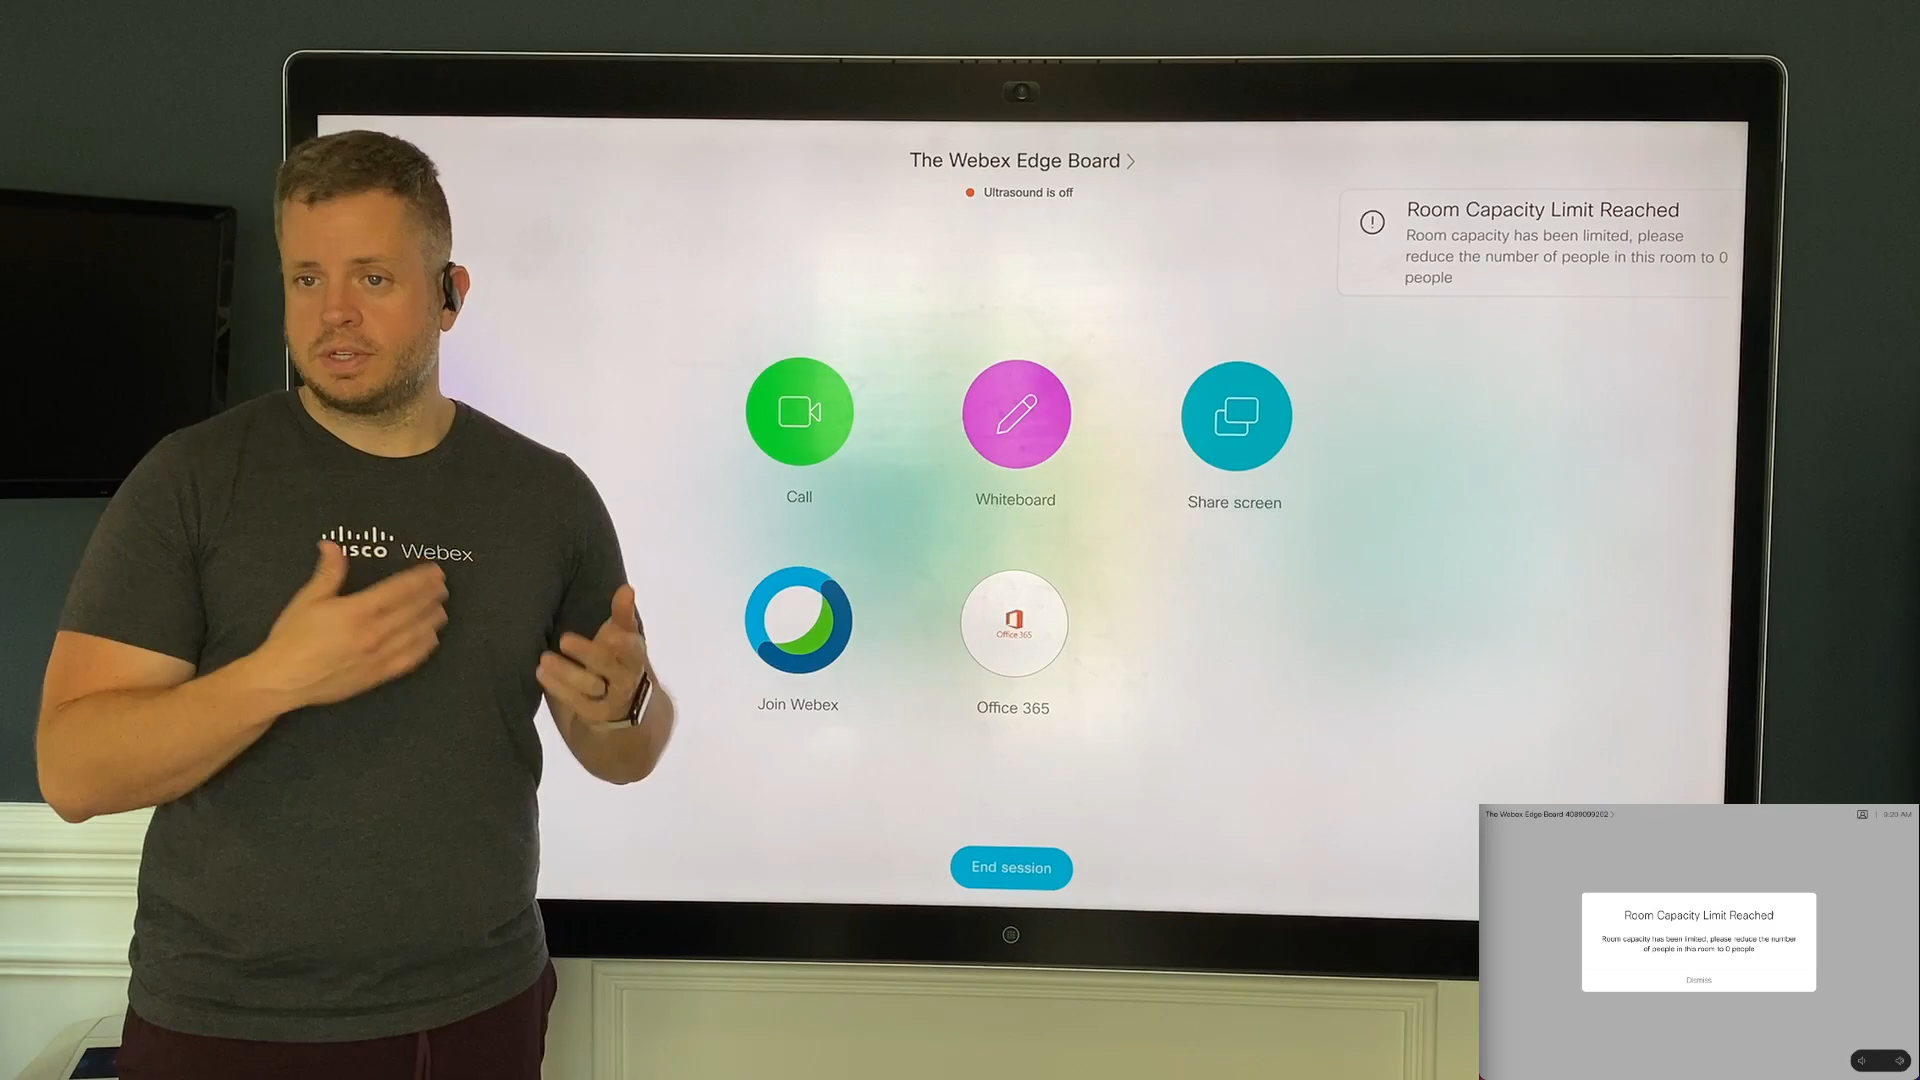 The Webex Edge Board
Ultrasound is off
Room Capacity Limit Reached
Room capacity has been limited, please
reduce the number of people in this room to 0
people
Call
Whiteboard
Share screen
Office 365
Join Webex
Office 365
End session
isco Webex
The Webex Edge Board 4089099202
Room Capacity Limit Reached
Room capacity has been limited, please reduce the number
of people in this room to 0 people
Dismiss